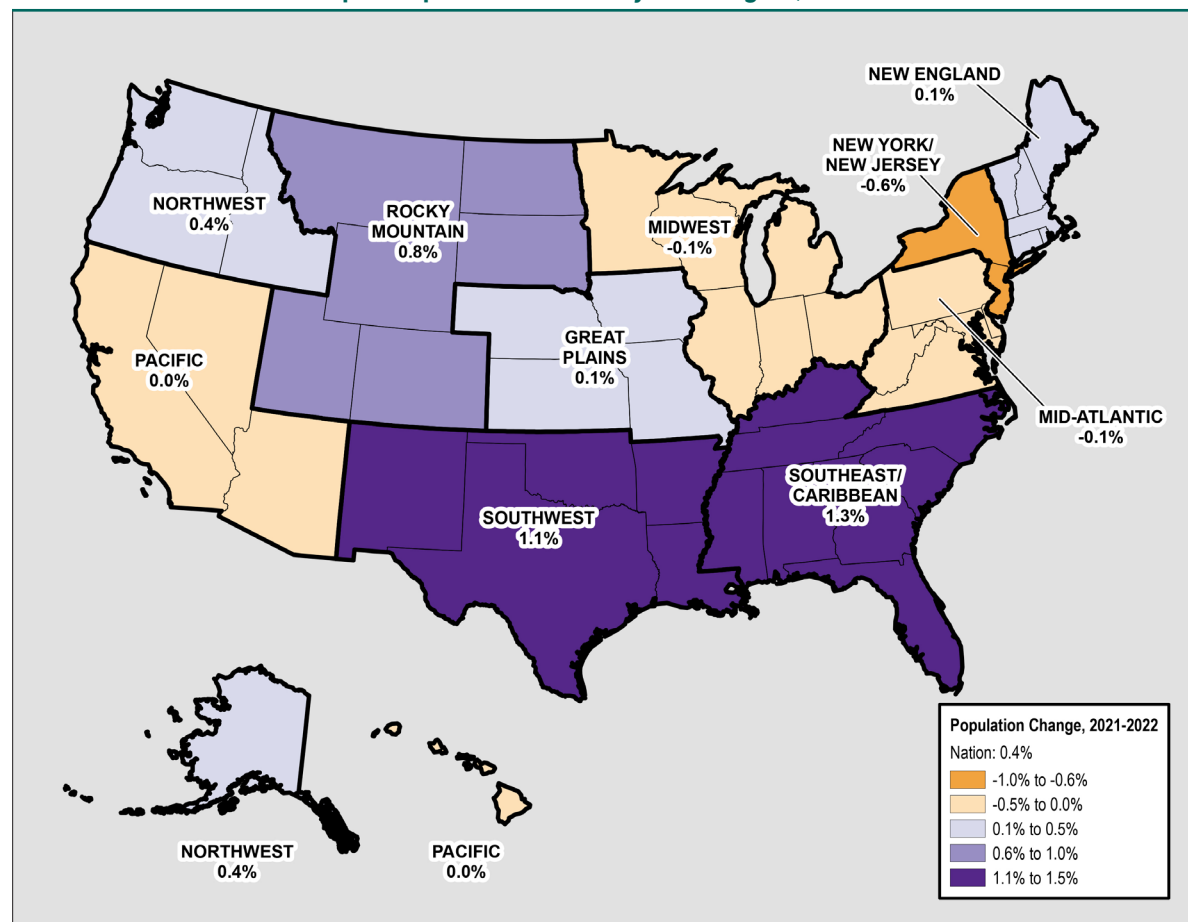 NEW ENGLAND
0.1%
NEW YORK/
NEW JERSEY
-0.6%
NORTHWEST
0.4%
ROCKY
MOUNTAIN
0.8%
MIDWEST
-0.1%
PACIFIC
0.0%
GREAT
PLAINS
0.1%
MID-ATLANTIC
-0.1%
SOUTHWEST
1.1%
SOUTHEAST/
CARIBBEAN
1.3%
NORTHWEST
0.4%
PACIFIC
0.0%
Population Change, 2021-2022
Nation: 0.4%
-1.0% to -0.6%
-0.5% to 0.0%
0.1% to 0.5%
0.6% to 1.0%
1.1% to 1.5%